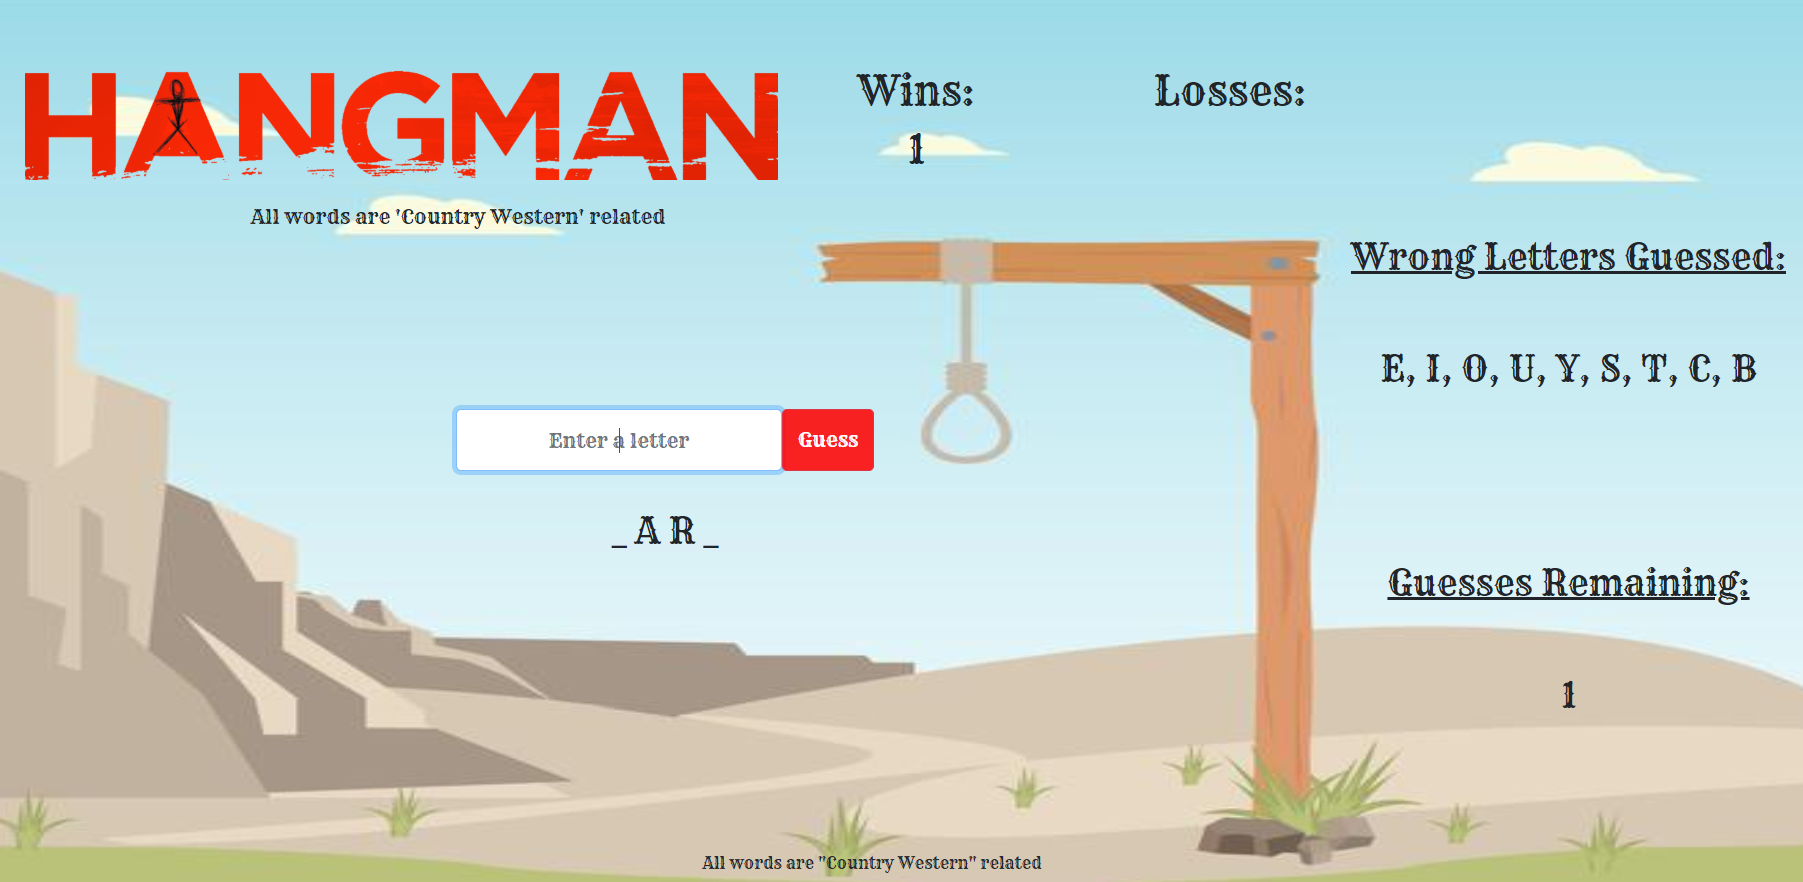 HANGMAN
Wins:
1
Losses:
All words are 'Country Western' related
Wrong Letters Guessed:
E, I, O, U, Y, S, T, C, B
Enter a letter
Guess
_ A R _
Guesses Remaining:
1
All words are "Country Western" related